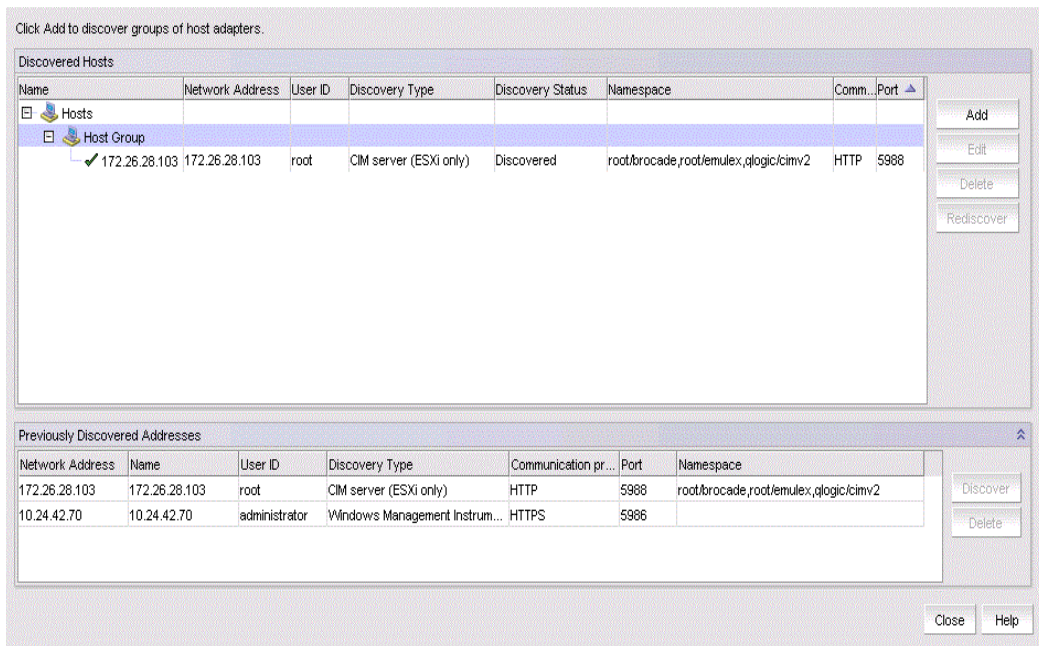 Click Add to discover groups of host adapters.
Discovered Hosts
Name Network Address User ID Discovery Type Discovery Status Namespace Comm... Port
Hosts
Host Group
172.26.28.103 172.26.28.103 root CIM server (ESXi only) Discovered root/brocade,root/emulex,qlogic/cimv2 HTTP 5988
Add
Edit
Delete
Rediscover
Previously Discovered Addresses
Network Address Name User ID Discovery Type Communication pr... Port Namespace
172.26.28.103 172.26.28.103 root CIM server (ESXi only) HTTP 5988 root/brocade,root/emulex,qlogic/cimv2
10.24.42.70 10.24.42.70 administrator Windows Management Instrum... HTTPS 5986
Discover
Delete
Close Help